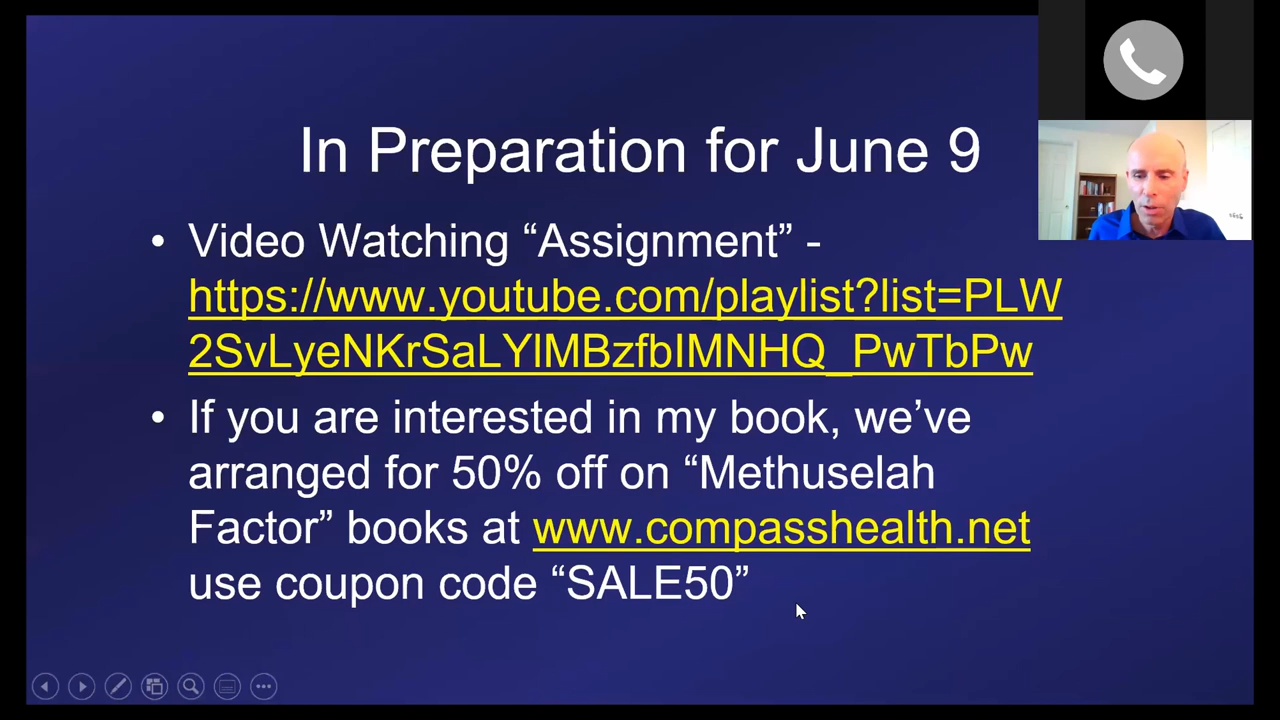 In Preparation for June 9
• Video Watching “Assignment” -
https://www.youtube.com/playlist?list=PLW
2SvLyeNKrSaLYlMBzfbIMNHQ_PwTbPw
• If you are interested in my book, we’ve
arranged for 50% off on “Methuselah
Factor” books at www.compasshealth.net
use coupon code “SALE50”